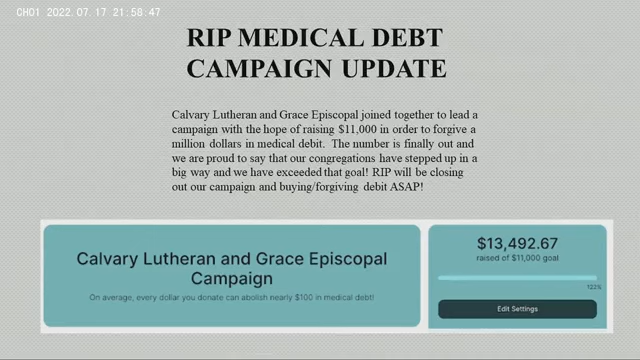 CH01 2022.07.17 21:58:47
RIP MEDICAL DEBT
CAMPAIGN UPDATE
Calvary Lutheran and Grace Episcopal joined together to lead a
campaign with the hope of raising $11,000 in order to forgive a
million dollars in medical debit. The number is finally out and
we are proud to say that our congregations have stepped up in a
big way and we have exceeded that goal! RIP will be closing
out our campaign and buying/forgiving debit ASAP!
Calvary Lutheran and Grace Episcopal
Campaign
On average, every dollar you donate can abolish nearly $100 in medical debt!
$13,492.67
raised of $11,000 goal
Edit Settings